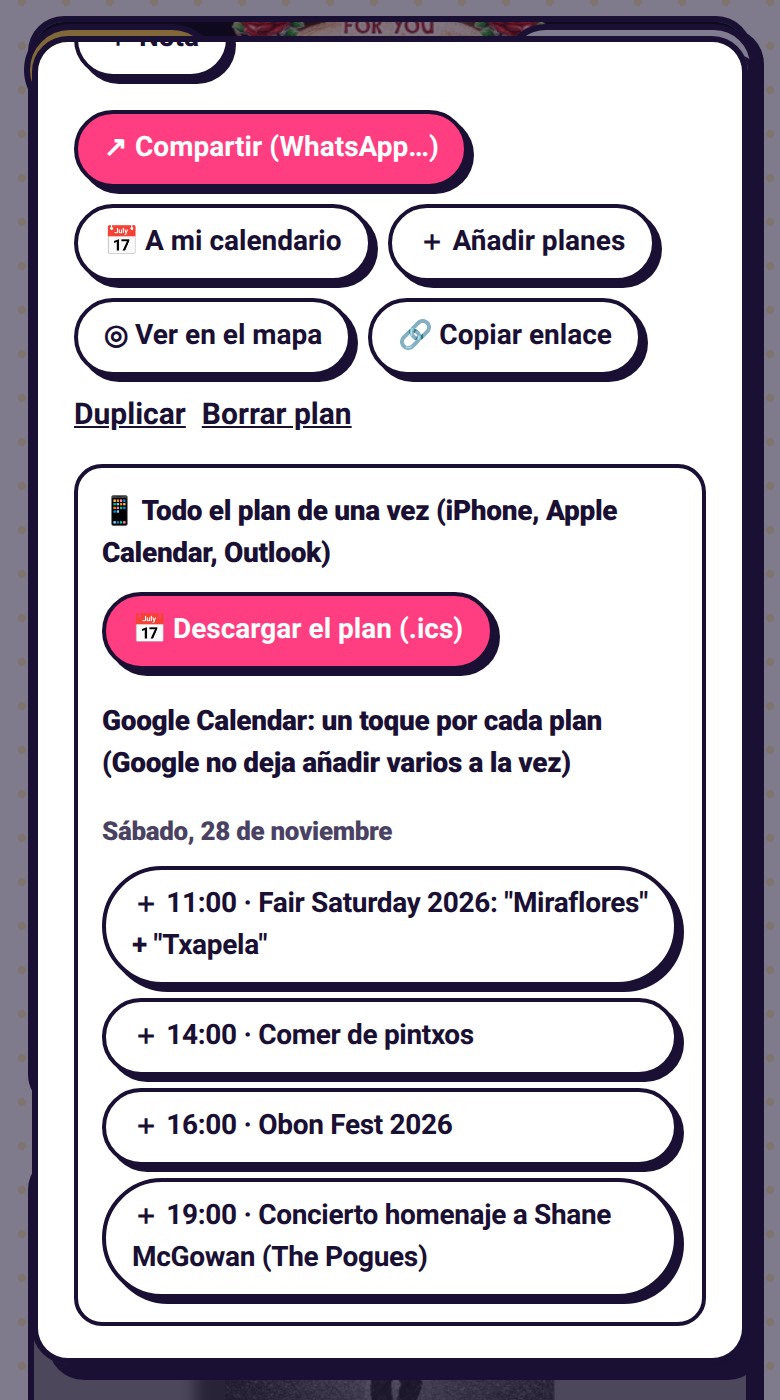 FOR YOU
+ Nota
↗ Compartir (WhatsApp…)
📅 A mi calendario
+ Añadir planes
◎ Ver en el mapa
🔗 Copiar enlace
Duplicar Borrar plan
📱 Todo el plan de una vez (iPhone, Apple
Calendar, Outlook)
📅 Descargar el plan (.ics)
Google Calendar: un toque por cada plan
(Google no deja añadir varios a la vez)
Sábado, 28 de noviembre
+ 11:00 · Fair Saturday 2026: "Miraflores"
+ "Txapela"
+ 14:00 · Comer de pintxos
+ 16:00 · Obon Fest 2026
+ 19:00 · Concierto homenaje a Shane
McGowan (The Pogues)